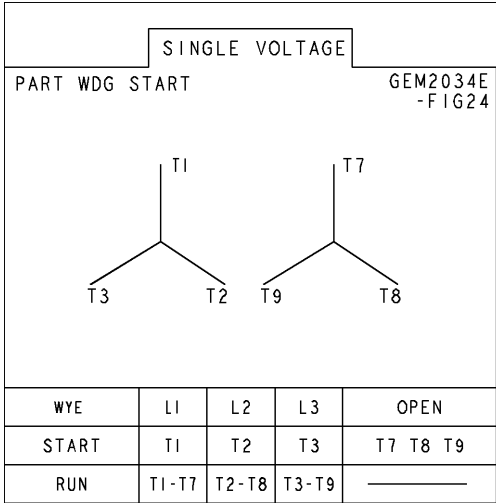 SINGLE VOLTAGE
PART WDG START
GEM2034E
-FIG24
T1 T7
T3 T2 T9 T8
WYE L1 L2 L3 OPEN
START T1 T2 T3 T7 T8 T9
RUN T1-T7 T2-T8 T3-T9